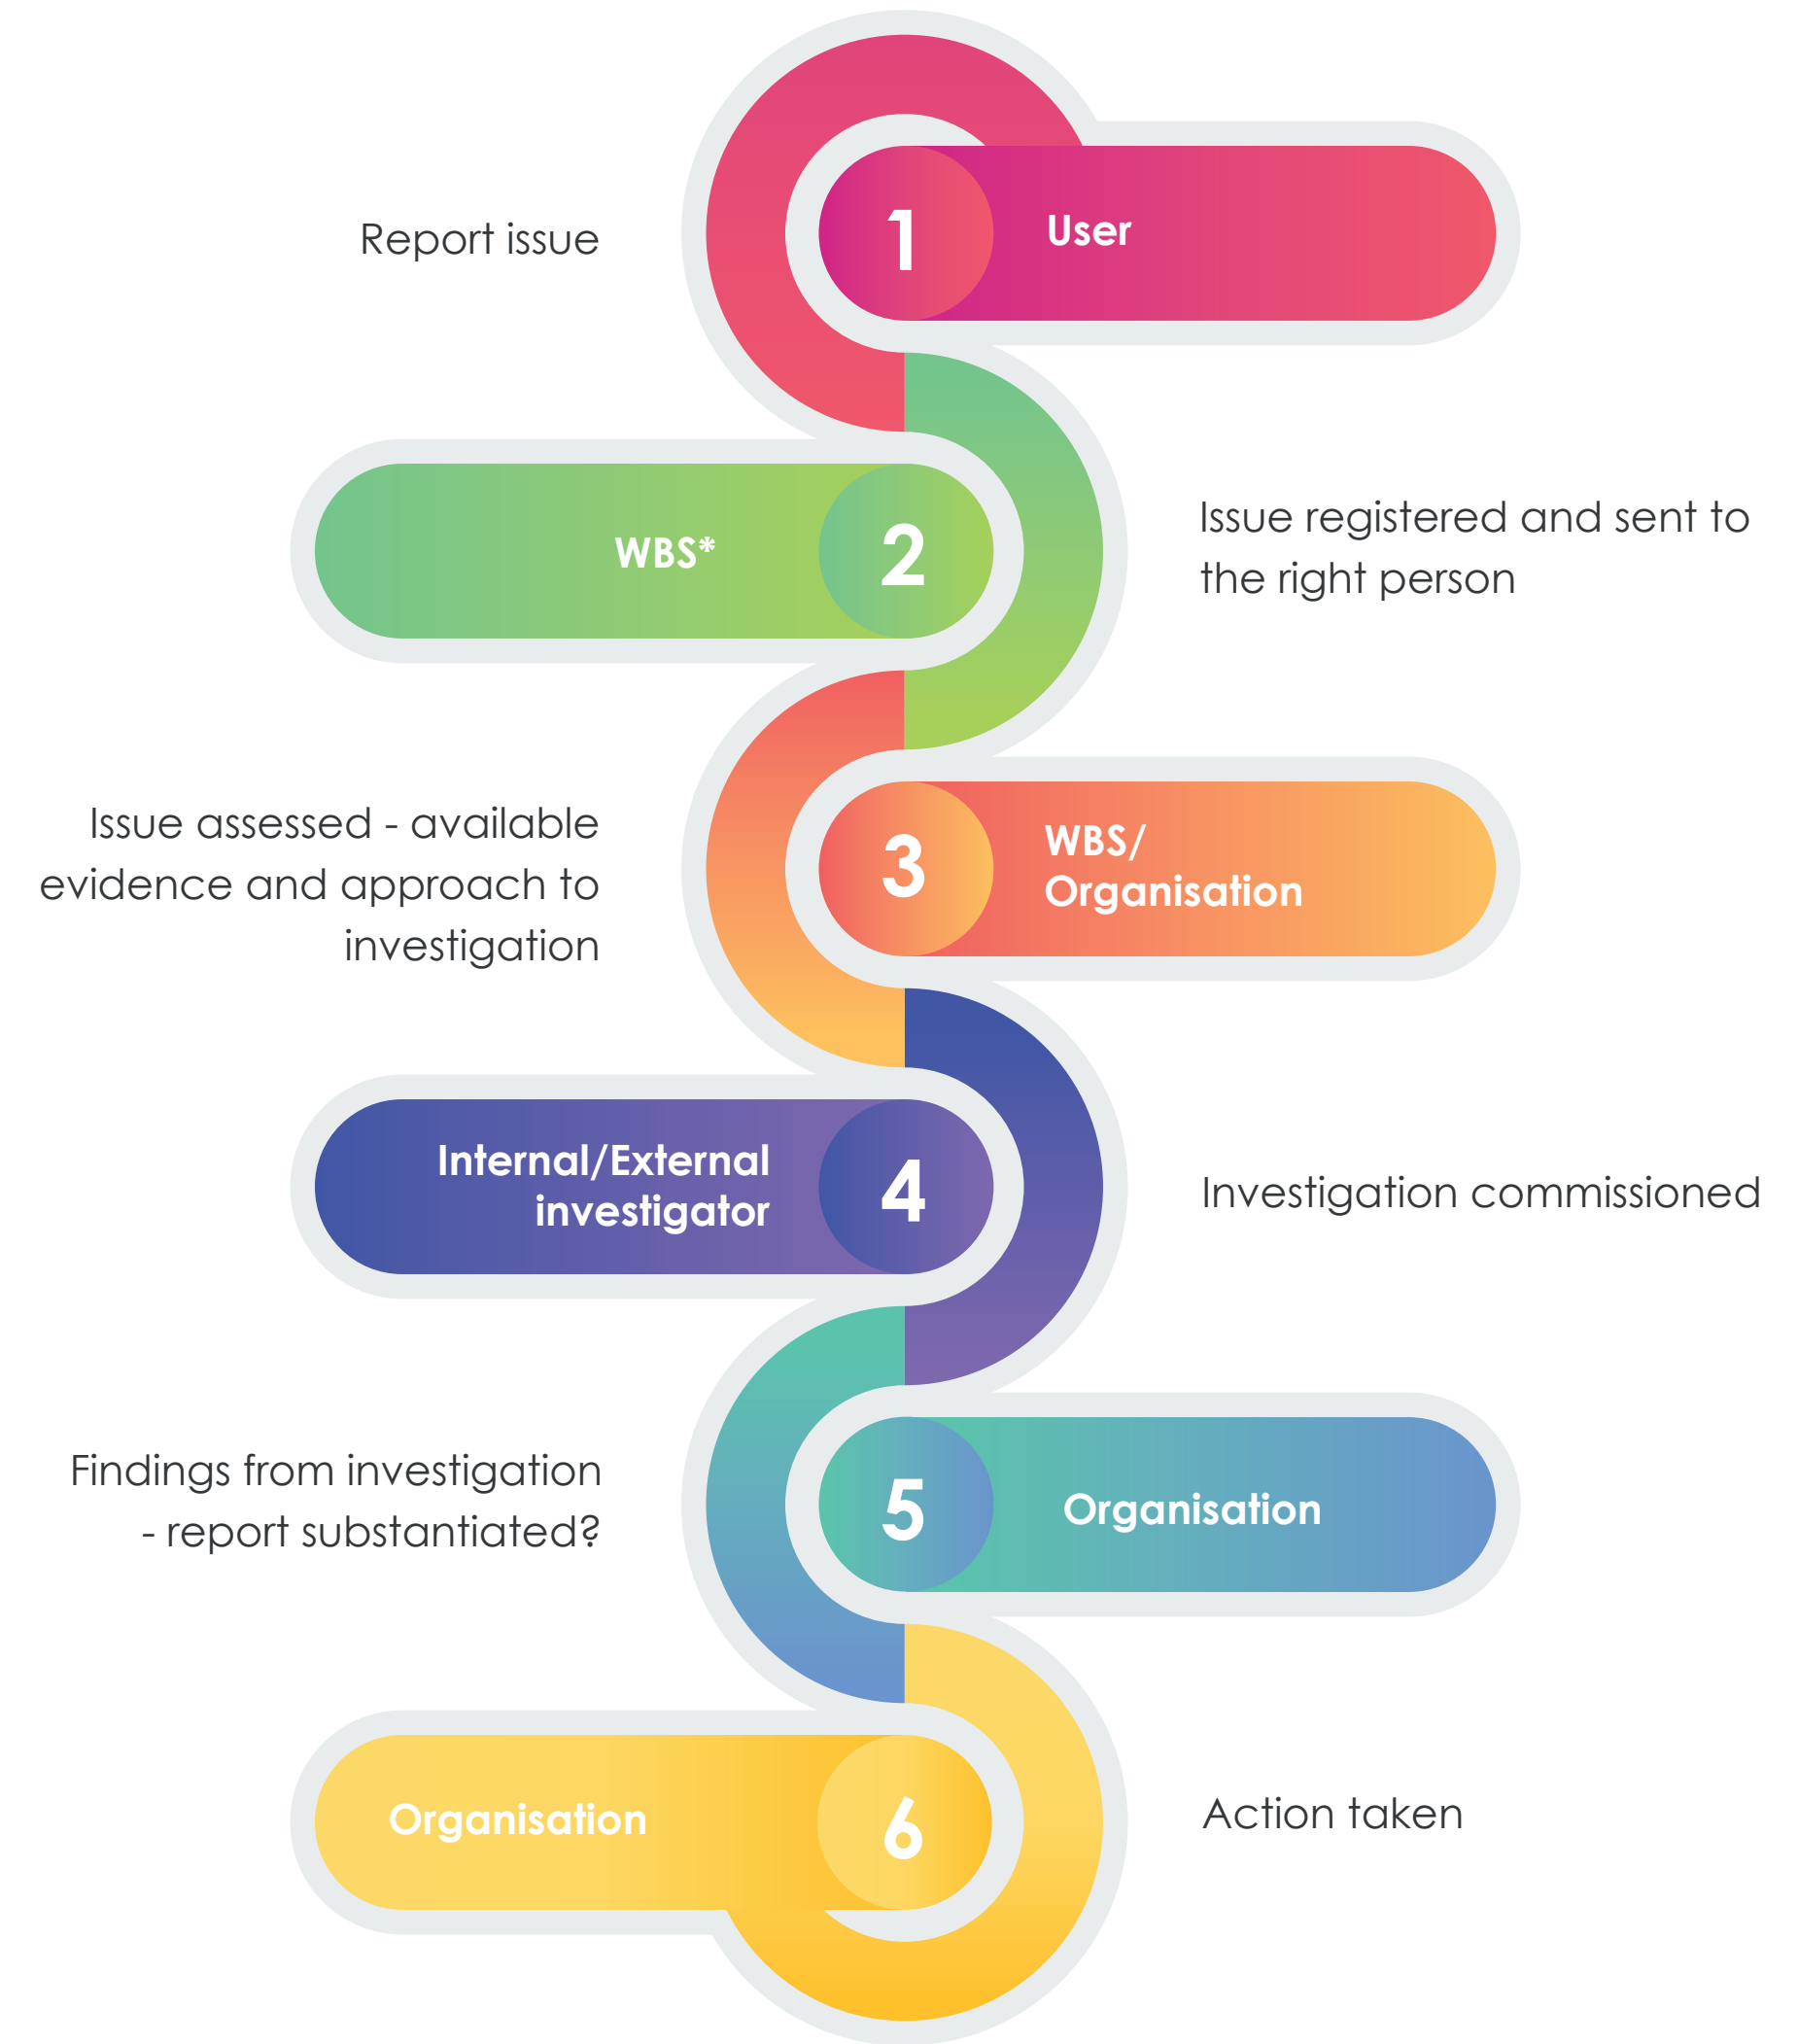 Report issue
1
User
WBS*
2
Issue registered and sent to
the right person
Issue assessed - available
evidence and approach to
investigation
3
WBS/
Organisation
Internal/External
investigator
4
Investigation commissioned
Findings from investigation
- report substantiated?
5
Organisation
Organisation
6
Action taken